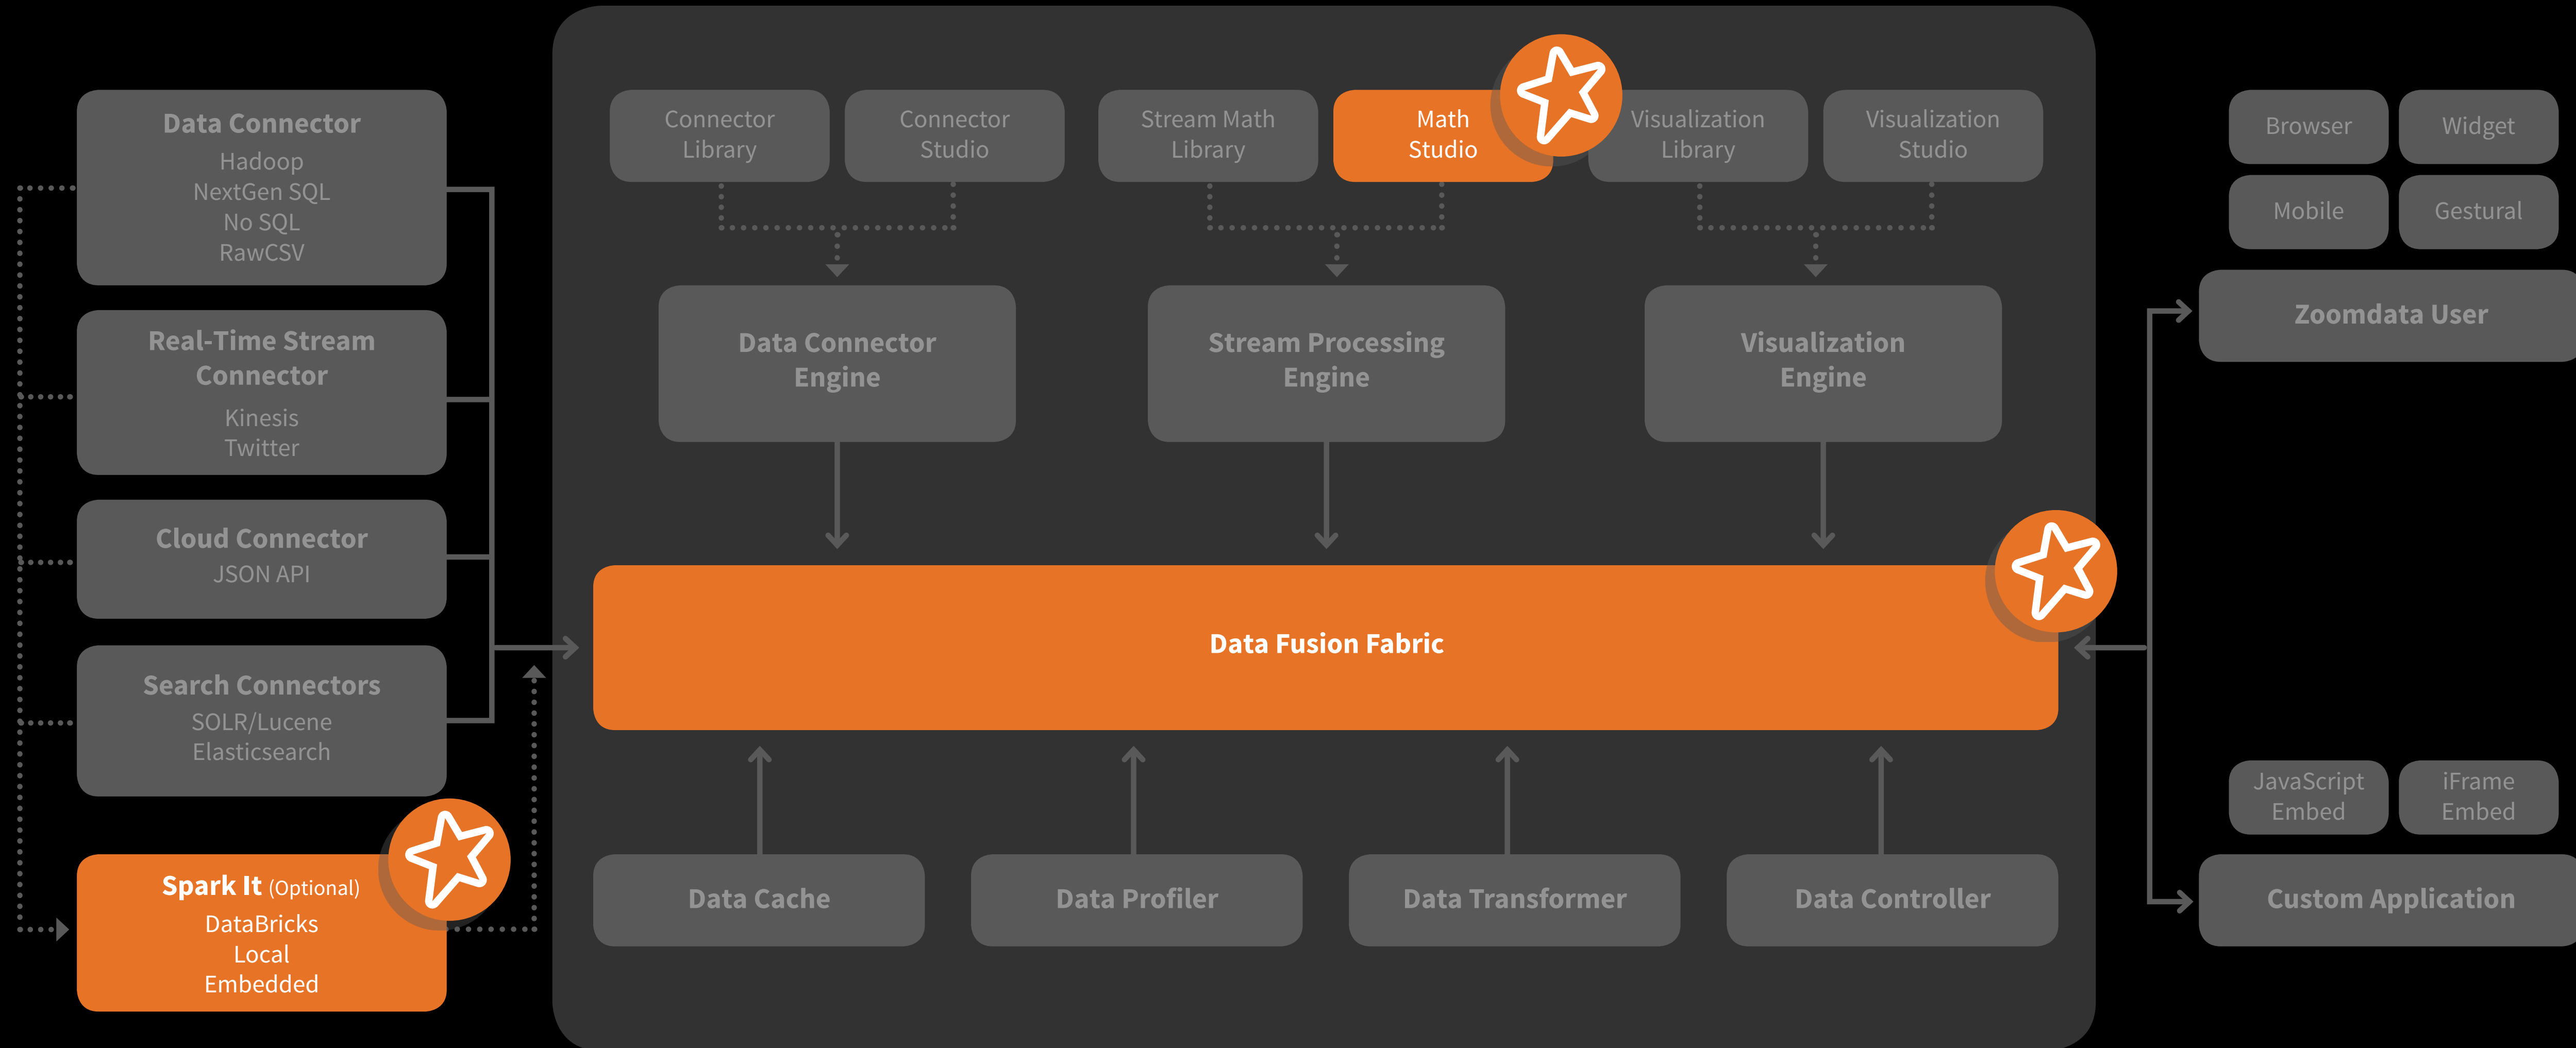 Data Connector
Hadoop
NextGen SQL
No SQL
RawCSV
Real-Time Stream
Connector
Kinesis
Twitter
Cloud Connector
JSON API
Search Connectors
SOLR/Lucene
Elasticsearch
Spark It (Optional)
DataBricks
Local
Embedded
Connector
Library
Connector
Studio
Stream Math
Library
Math
Studio
Visualization
Library
Visualization
Studio
Data Connector
Engine
Stream Processing
Engine
Visualization
Engine
Data Fusion Fabric
Data Cache
Data Profiler
Data Transformer
Data Controller
Browser
Widget
Mobile
Gestural
Zoomdata User
JavaScript
Embed
iFrame
Embed
Custom Application